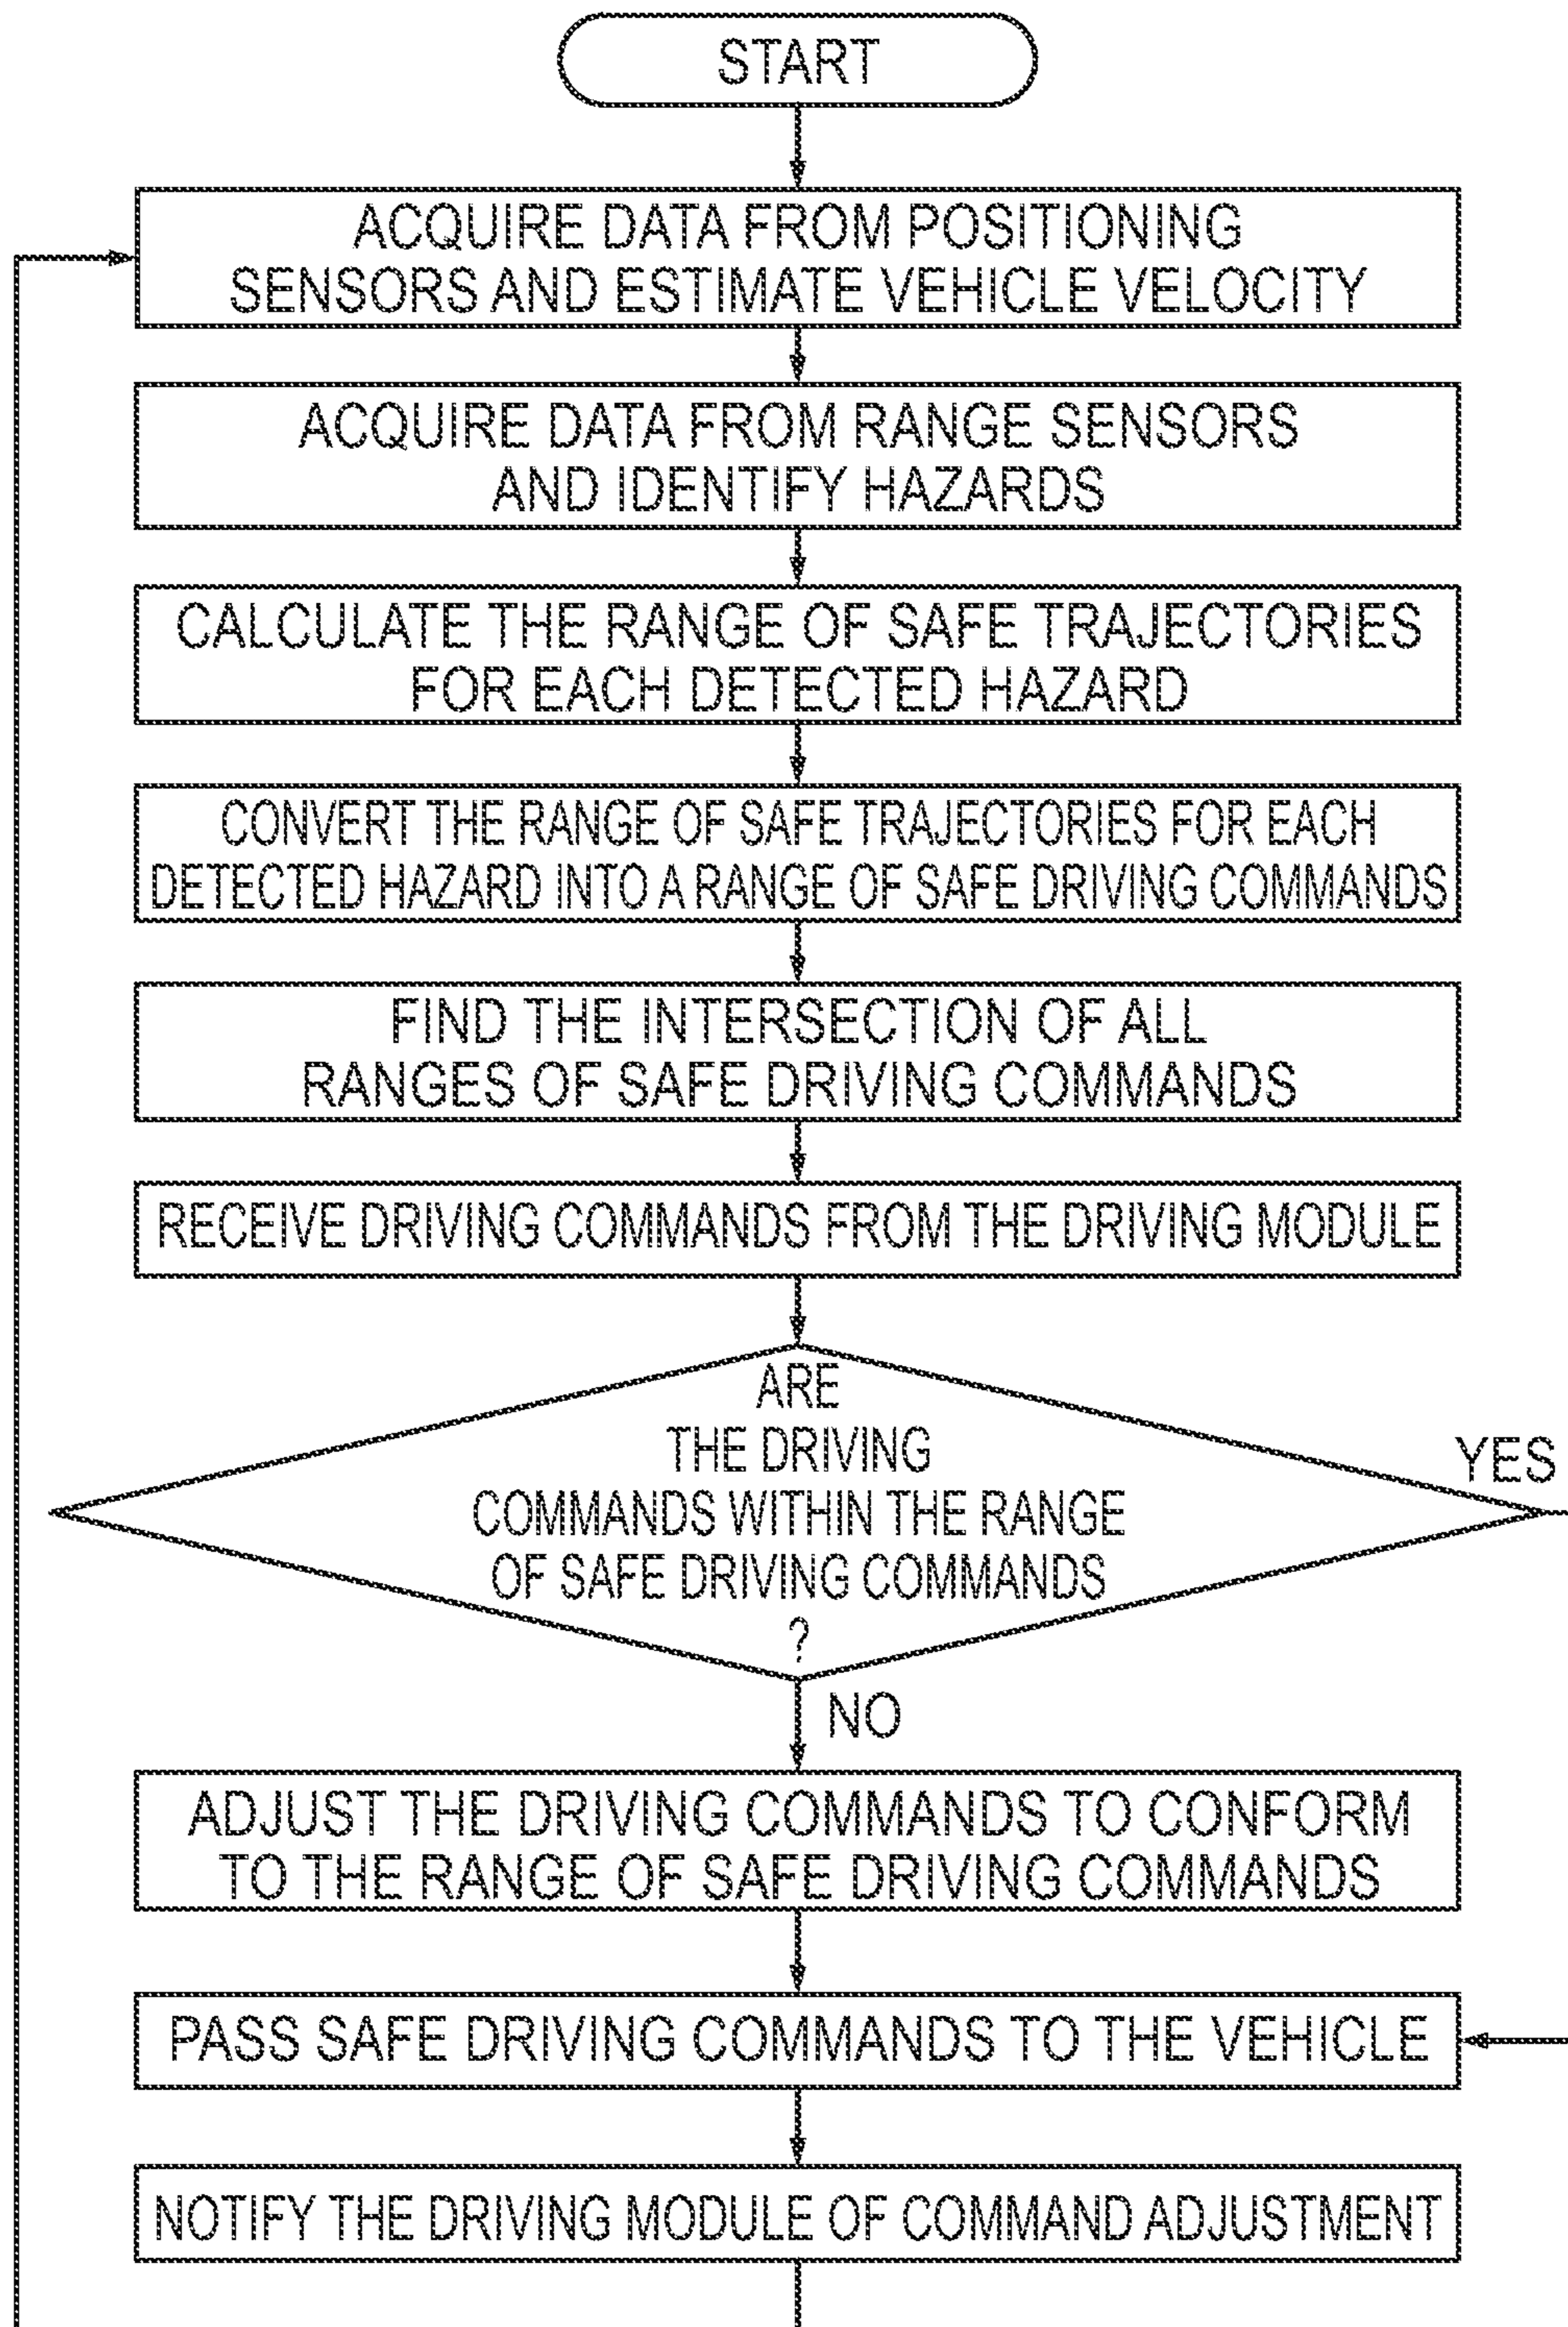 START
ACQUIRE DATA FROM POSITIONING
SENSORS AND ESTIMATE VEHICLE VELOCITY
ACQUIRE DATA FROM RANGE SENSORS
AND IDENTIFY HAZARDS
CALCULATE THE RANGE OF SAFE TRAJECTORIES
FOR EACH DETECTED HAZARD
CONVERT THE RANGE OF SAFE TRAJECTORIES FOR EACH
DETECTED HAZARD INTO A RANGE OF SAFE DRIVING COMMANDS
FIND THE INTERSECTION OF ALL
RANGES OF SAFE DRIVING COMMANDS
RECEIVE DRIVING COMMANDS FROM THE DRIVING MODULE
ARE
THE DRIVING
COMMANDS WITHIN THE RANGE
OF SAFE DRIVING COMMANDS
?
YES
NO
ADJUST THE DRIVING COMMANDS TO CONFORM
TO THE RANGE OF SAFE DRIVING COMMANDS
PASS SAFE DRIVING COMMANDS TO THE VEHICLE
NOTIFY THE DRIVING MODULE OF COMMAND ADJUSTMENT